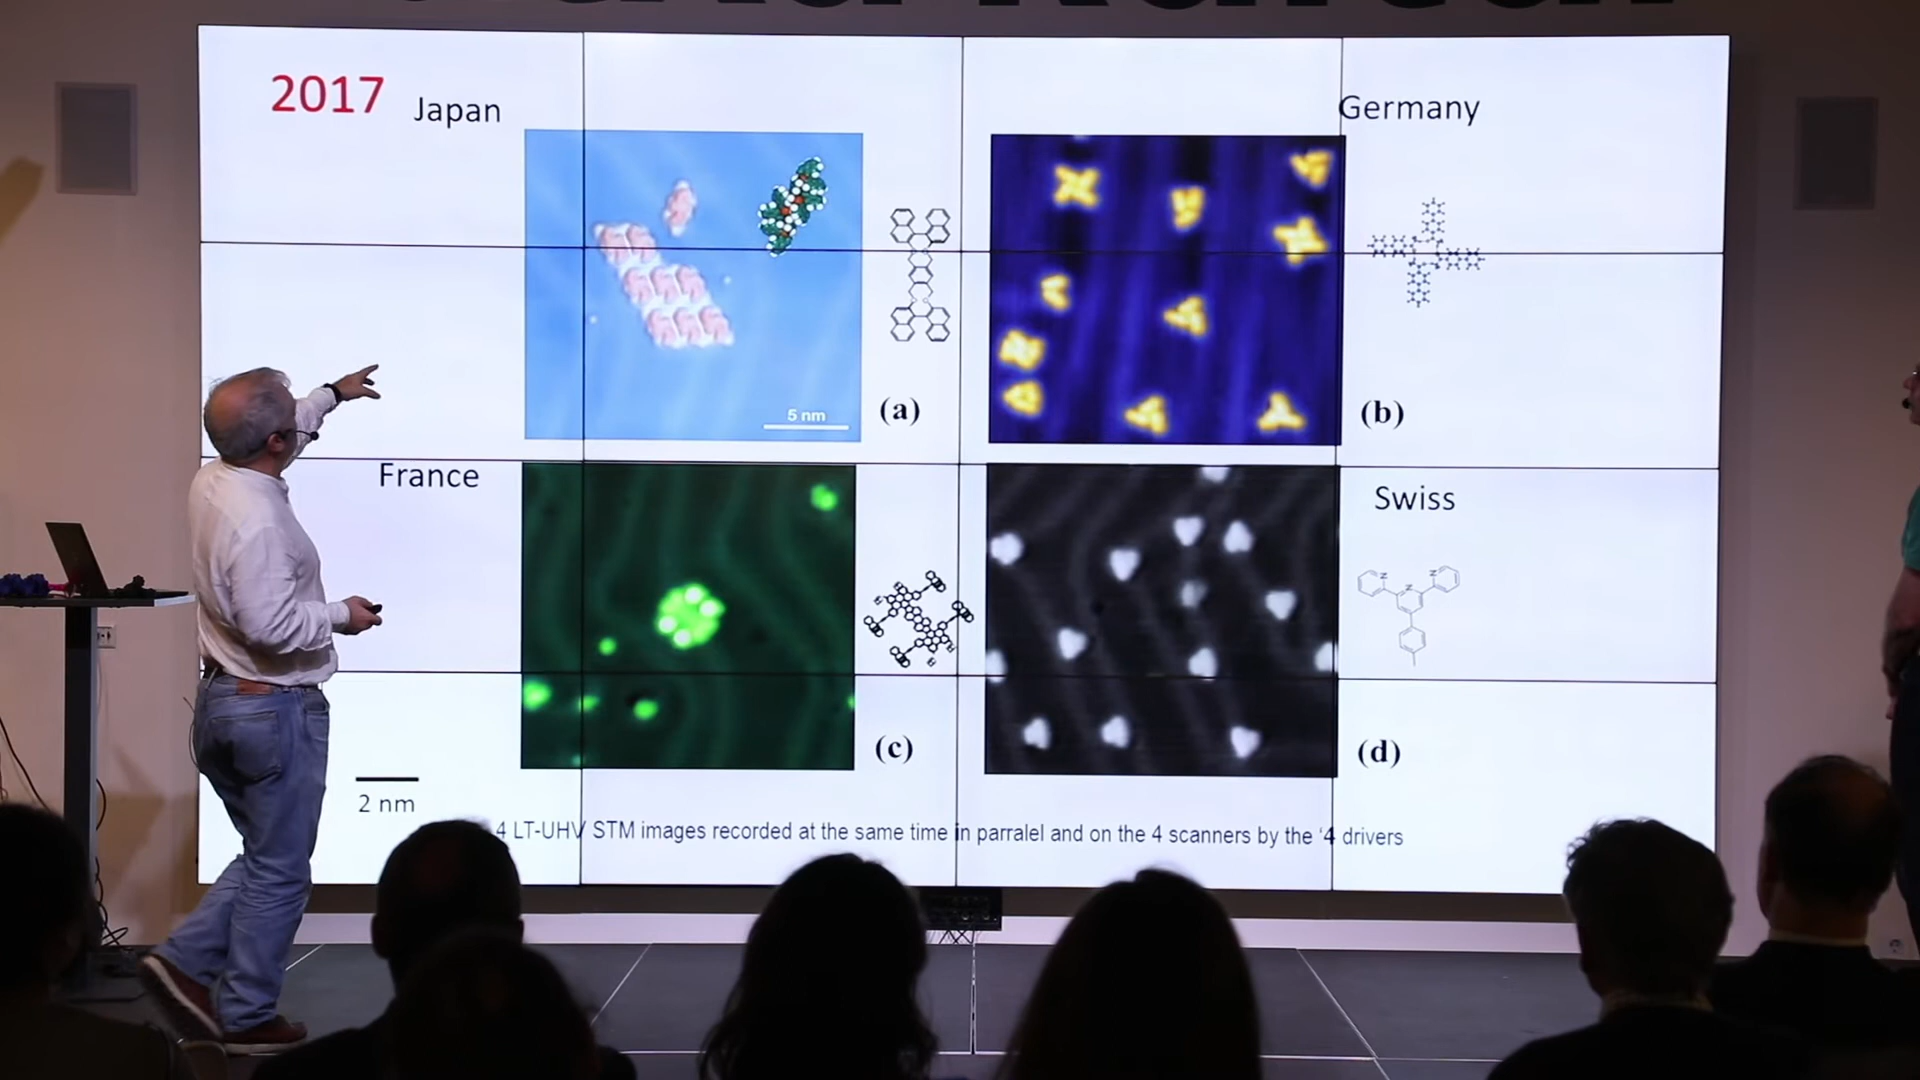 2017
Japan
Germany
5 nm
(a)
(b)
France
Swiss
N
N
N
(c)
(d)
2 nm
4 LT-UHV STM images recorded at the same time in parralel and on the 4 scanners by the '4 drivers